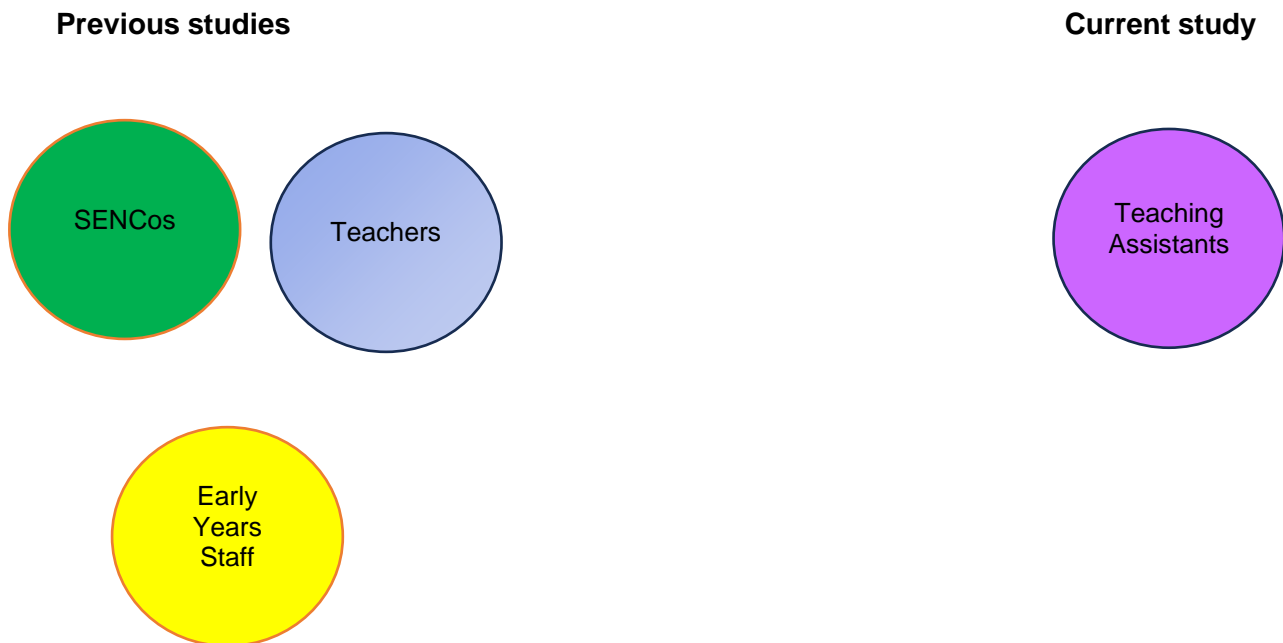 Previous studies
Current study
SENCos
Teachers
Teaching
Assistants
Early
Years
Staff